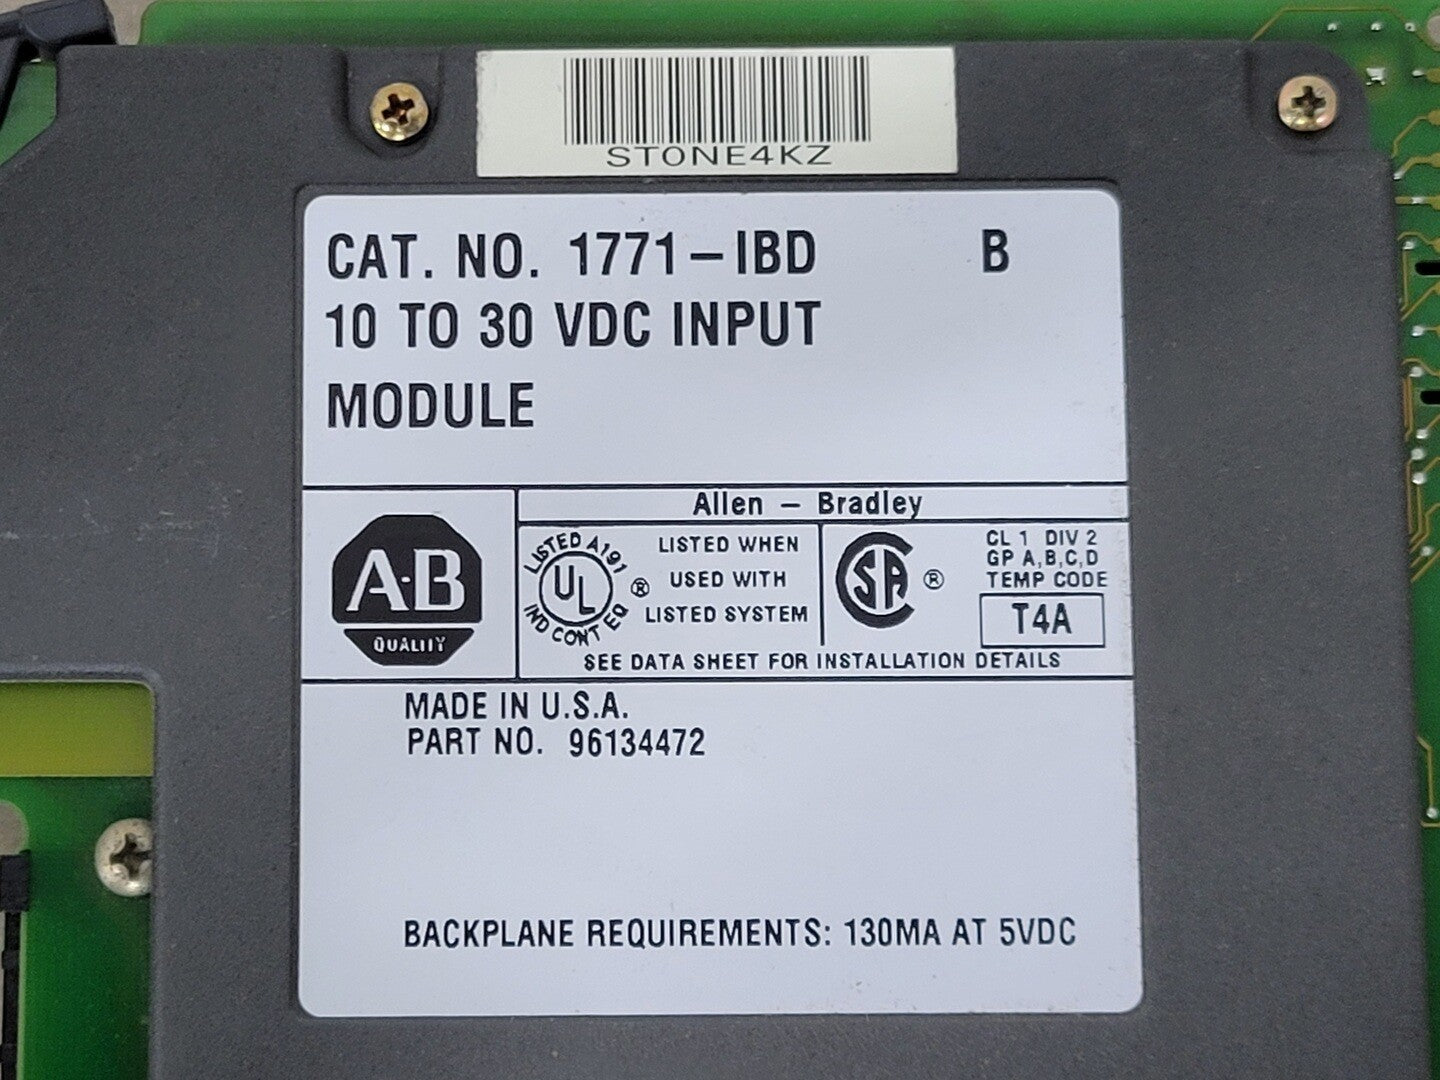 STONE4KZ
CAT. NO. 1771-IBD B
10 TO 30 VDC INPUT
MODULE
Allen - Bradley
A·B
QUALITY
LISTED A191
UL ®
IND CONT EQ
LISTED WHEN
USED WITH
LISTED SYSTEM
SA ®
CL 1 DIV 2
GP A,B,C,D
TEMP CODE
T4A
SEE DATA SHEET FOR INSTALLATION DETAILS
MADE IN U.S.A.
PART NO. 96134472
BACKPLANE REQUIREMENTS: 130MA AT 5VDC